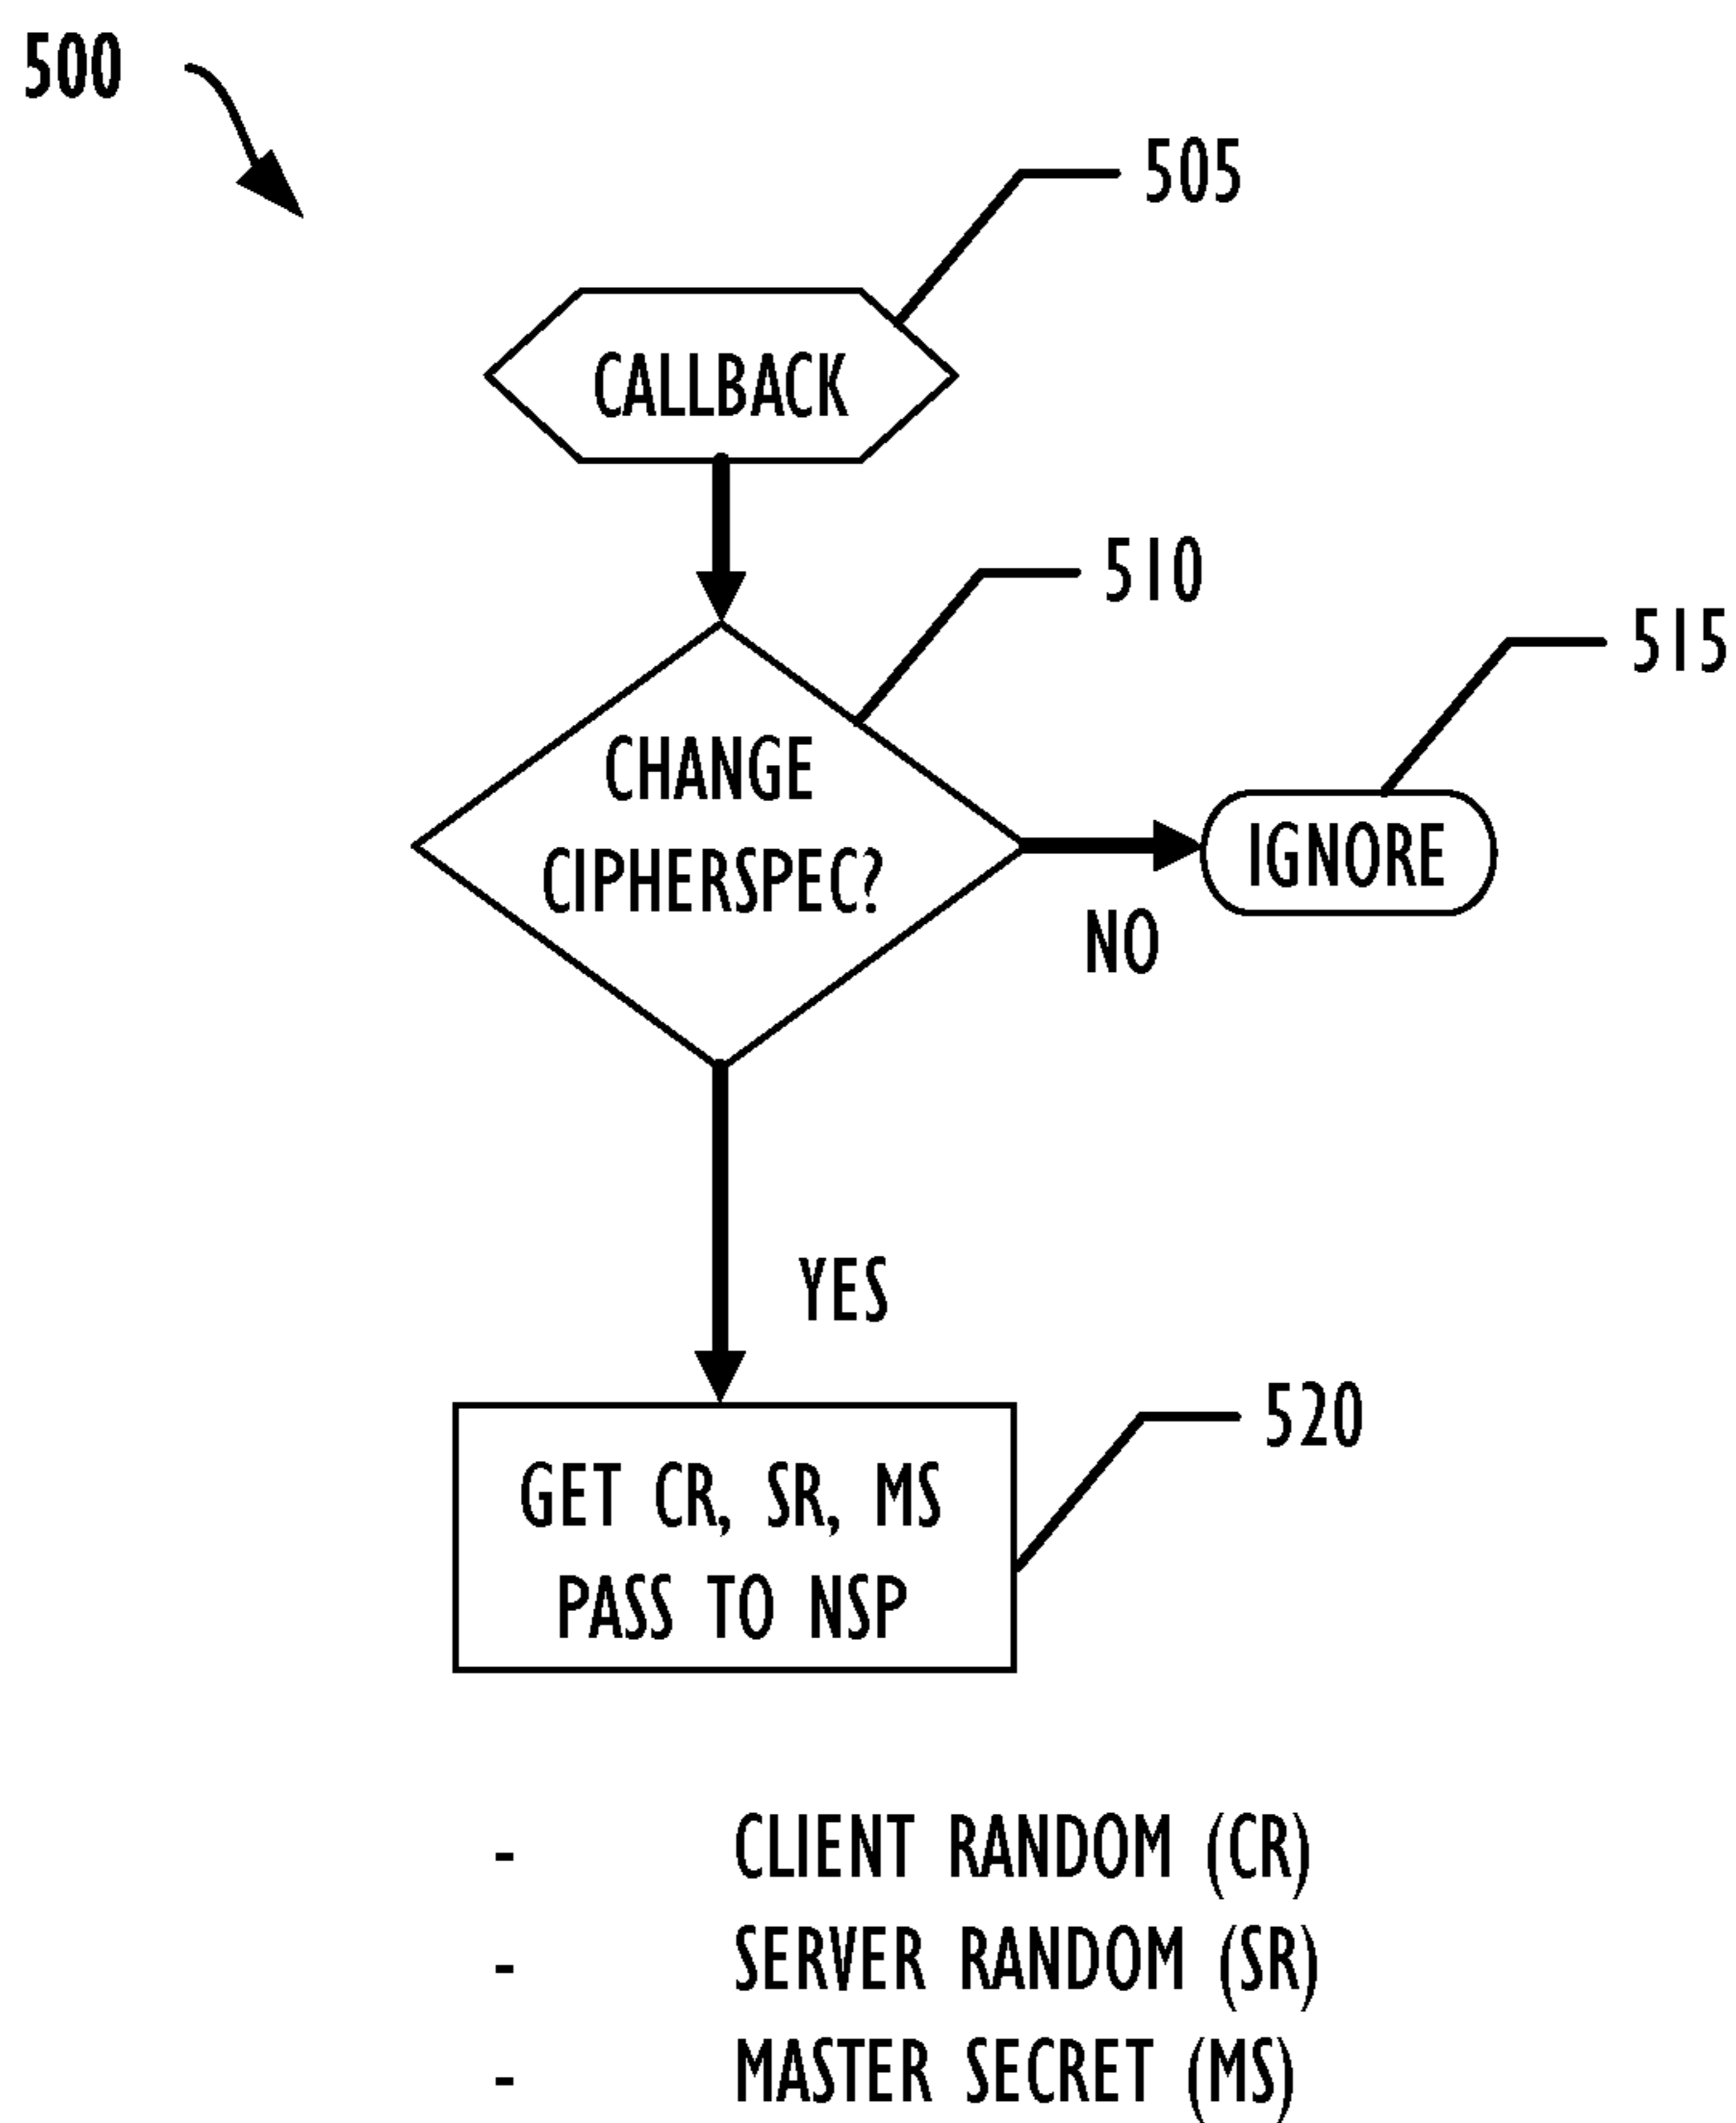 500
505
CALLBACK
510
515
CHANGE
CIPHERSPEC?
IGNORE
NO
YES
520
GET CR, SR, MS
PASS TO NSP
- CLIENT RANDOM (CR)
- SERVER RANDOM (SR)
- MASTER SECRET (MS)